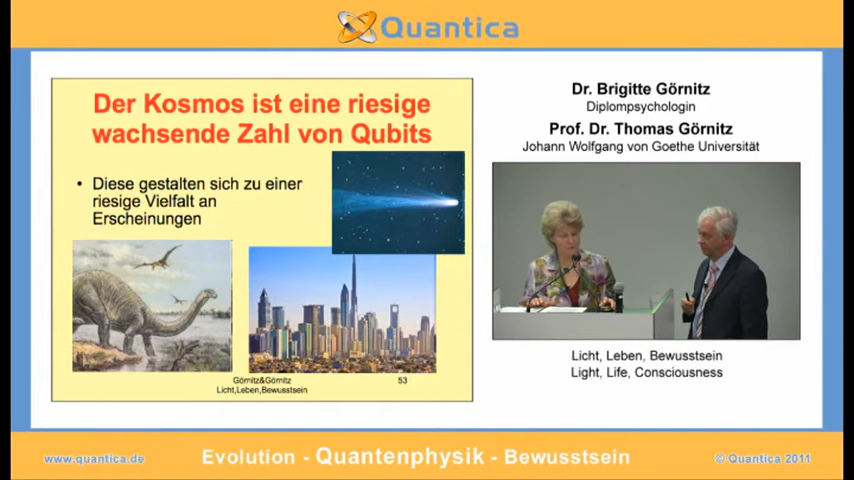 Quantica
Der Kosmos ist eine riesige
wachsende Zahl von Qubits
• Diese gestalten sich zu einer
riesige Vielfalt an
Erscheinungen
Görnitz&Görnitz
Licht,Leben,Bewusstsein
53
Dr. Brigitte Görnitz
Diplompsychologin
Prof. Dr. Thomas Görnitz
Johann Wolfgang von Goethe Universität
Licht, Leben, Bewusstsein
Light, Life, Consciousness
www.quantica.de
Evolution - Quantenphysik - Bewusstsein
© Quantica 2011